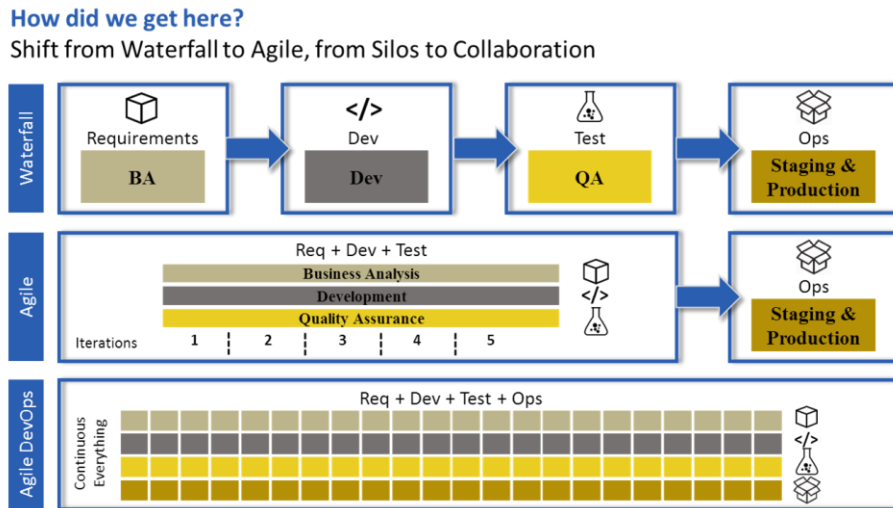 How did we get here?
Shift from Waterfall to Agile, from Silos to Collaboration
Waterfall
Requirements
BA
</>
Dev
Dev
Test
QA
Ops
Staging &
Production
Agile
Req + Dev + Test
Business Analysis
Development
Quality Assurance
Iterations 1 2 3 4 5
</>
Ops
Staging &
Production
Agile DevOps
Continuous
Everything
Req + Dev + Test + Ops
</>